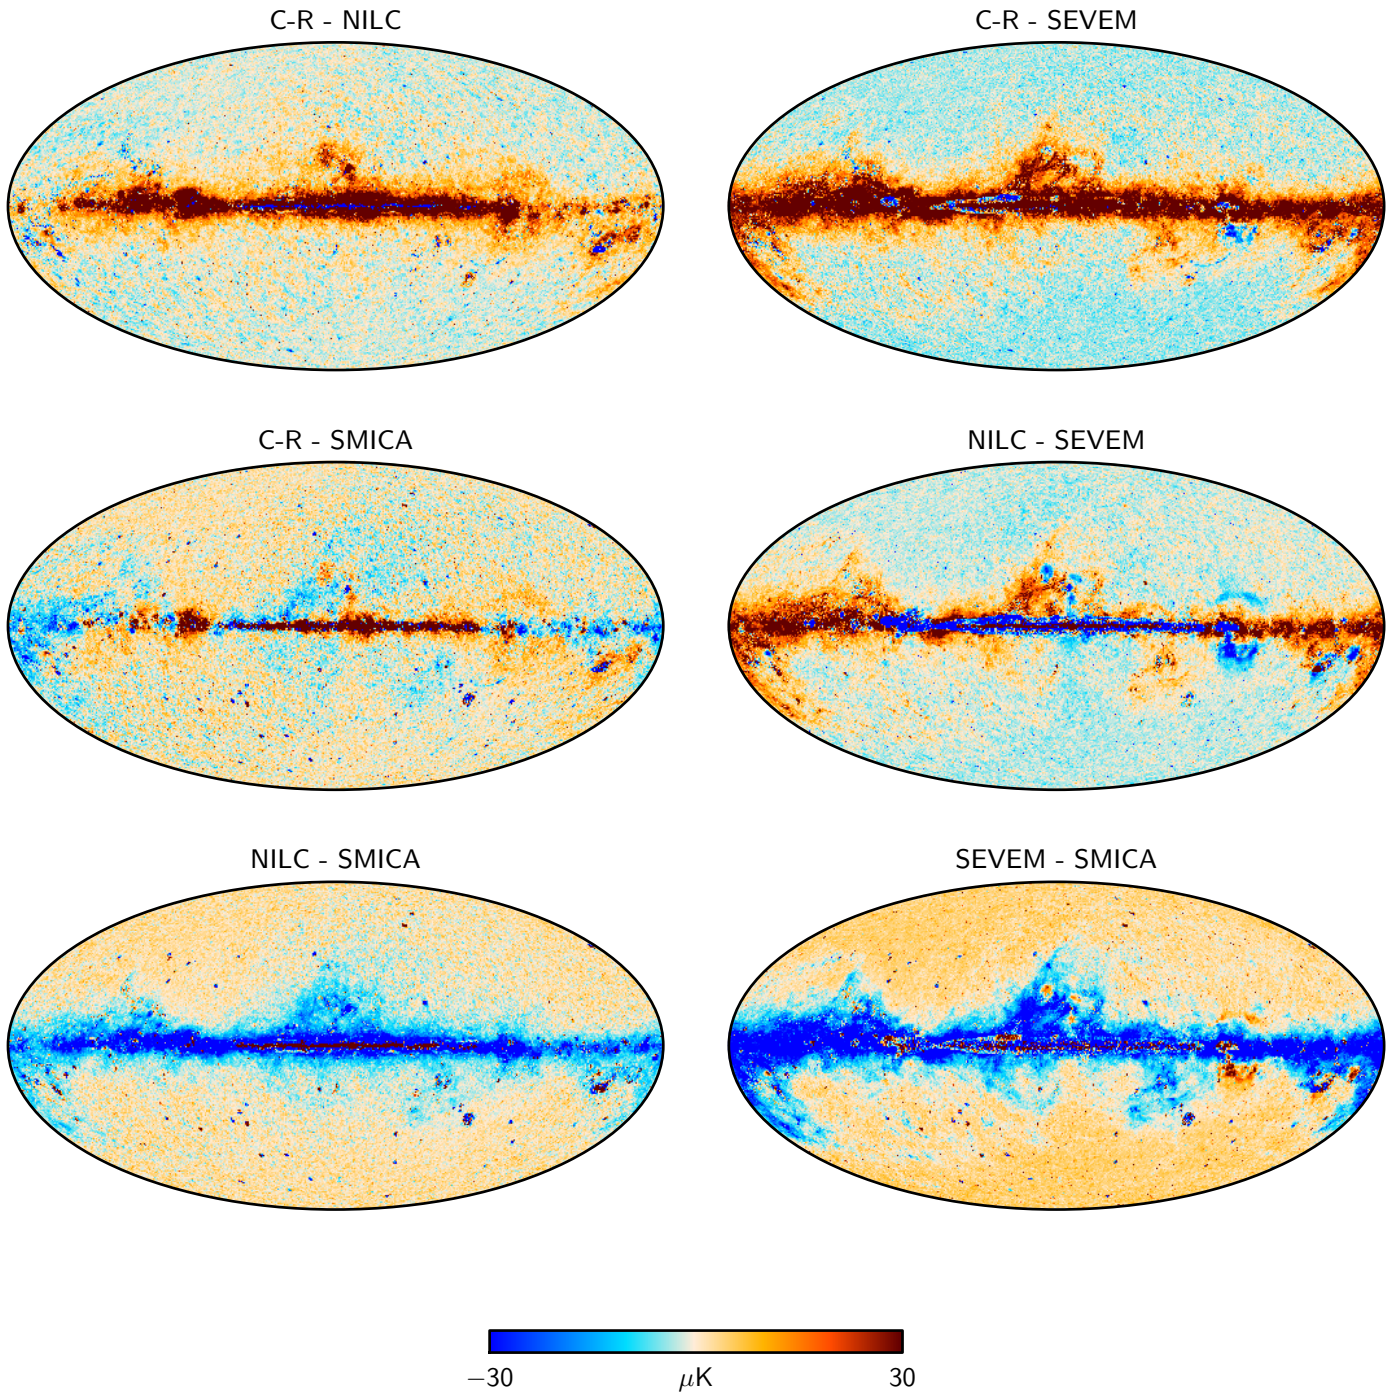 C-R - NILC
C-R - SEVEM
C-R - SMICA
NILC - SEVEM
NILC - SMICA
SEVEM - SMICA
−30
μK
30